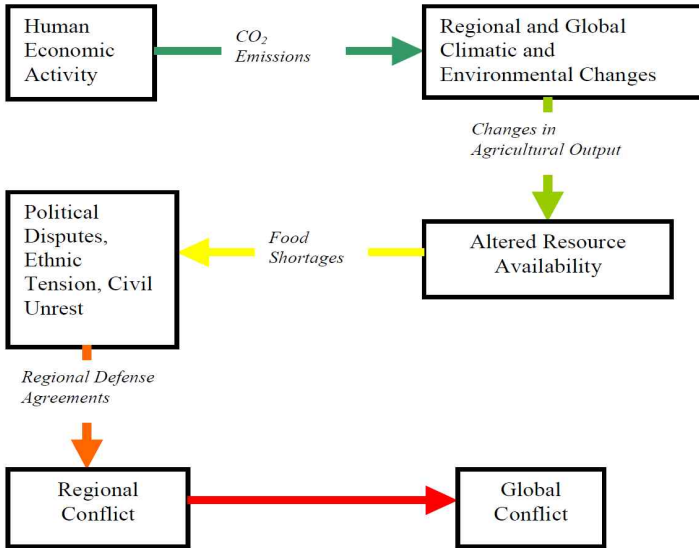 Human
Economic
Activity
CO₂
Emissions
Regional and Global
Climatic and
Environmental Changes
Changes in
Agricultural Output
Altered Resource
Availability
Food
Shortages
Political
Disputes,
Ethnic
Tension, Civil
Unrest
Regional Defense
Agreements
Regional
Conflict
Global
Conflict